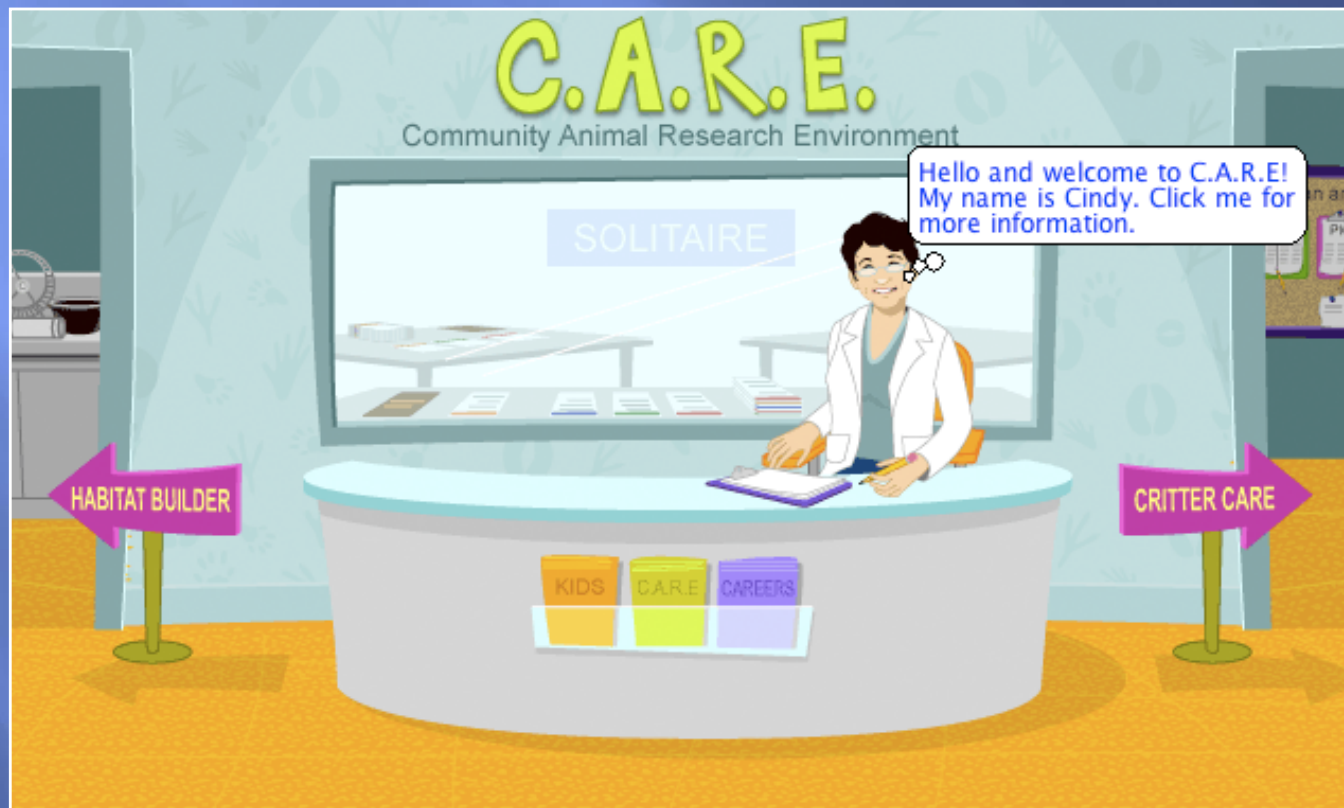 C.A.R.E.
Community Animal Research Environment
Hello and welcome to C.A.R.E!
My name is Cindy. Click me for
more information.
SOLITAIRE
HABITAT BUILDER
CRITTER CARE
KIDS
C.A.R.E
CAREERS